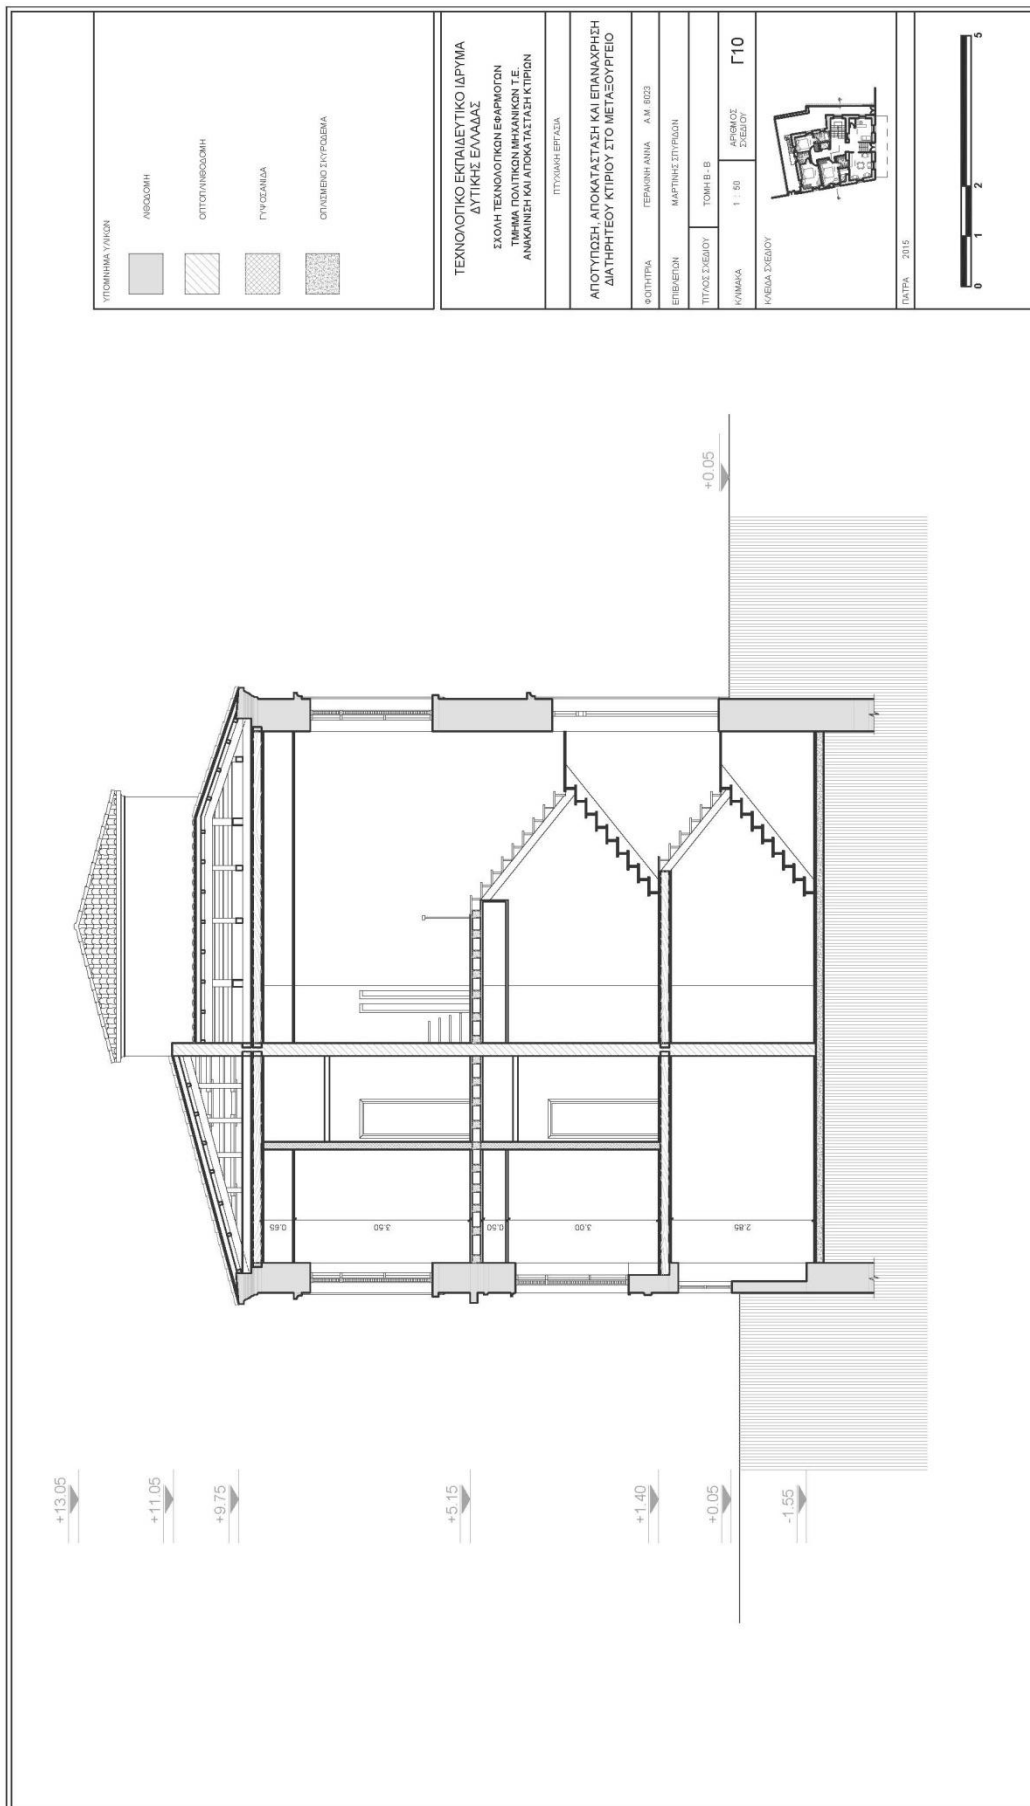 ΥΠΟΜΝΗΜΑ ΥΛΙΚΩΝ
ΛΙΘΟΔΟΜΗ
ΟΠΤΟΠΛΙΝΘΟΔΟΜΗ
ΓΥΨΟΣΑΝΙΔΑ
ΟΠΛΙΣΜΕΝΟ ΣΚΥΡΟΔΕΜΑ
ΤΕΧΝΟΛΟΓΙΚΟ ΕΚΠΑΙΔΕΥΤΙΚΟ ΙΔΡΥΜΑ
ΔΥΤΙΚΗΣ ΕΛΛΑΔΑΣ
ΣΧΟΛΗ ΤΕΧΝΟΛΟΓΙΚΩΝ ΕΦΑΡΜΟΓΩΝ
ΤΜΗΜΑ ΠΟΛΙΤΙΚΩΝ ΜΗΧΑΝΙΚΩΝ Τ.Ε.
ΑΝΑΚΑΙΝΙΣΗ ΚΑΙ ΑΠΟΚΑΤΑΣΤΑΣΗ ΚΤΙΡΙΩΝ
ΠΤΥΧΙΑΚΗ ΕΡΓΑΣΙΑ
ΑΠΟΤΥΠΩΣΗ, ΑΠΟΚΑΤΑΣΤΑΣΗ ΚΑΙ ΕΠΑΝΑΧΡΗΣΗ
ΔΙΑΤΗΡΗΤΕΟΥ ΚΤΙΡΙΟΥ ΣΤΟ ΜΕΤΑΞΟΥΡΓΕΙΟ
ΦΟΙΤΗΤΡΙΑ ΓΕΡΑΚΙΝΗ ΑΝΝΑ Α.Μ. 6023
ΕΠΙΒΛΕΠΩΝ ΜΑΡΤΙΝΗΣ ΣΠΥΡΙΔΩΝ
ΤΙΤΛΟΣ ΣΧΕΔΙΟΥ ΤΟΜΗ Β - Β
ΚΛΙΜΑΚΑ 1 : 50 ΑΡΙΘΜΟΣ ΣΧΕΔΙΟΥ Γ10
ΚΛΕΙΔΑ ΣΧΕΔΙΟΥ
ΠΑΤΡΑ 2015
0 1 2 5
+13.05
+11.05
+9.75
+5.15
+1.40
+0.05
-1.55
+0.05
0.65
3.50
0.50
3.00
2.85